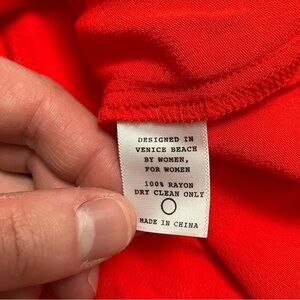 DESIGNED IN
VENICE BEACH
BY WOMEN,
FOR WOMEN
100% RAYON
DRY CLEAN ONLY
MADE IN CHINA